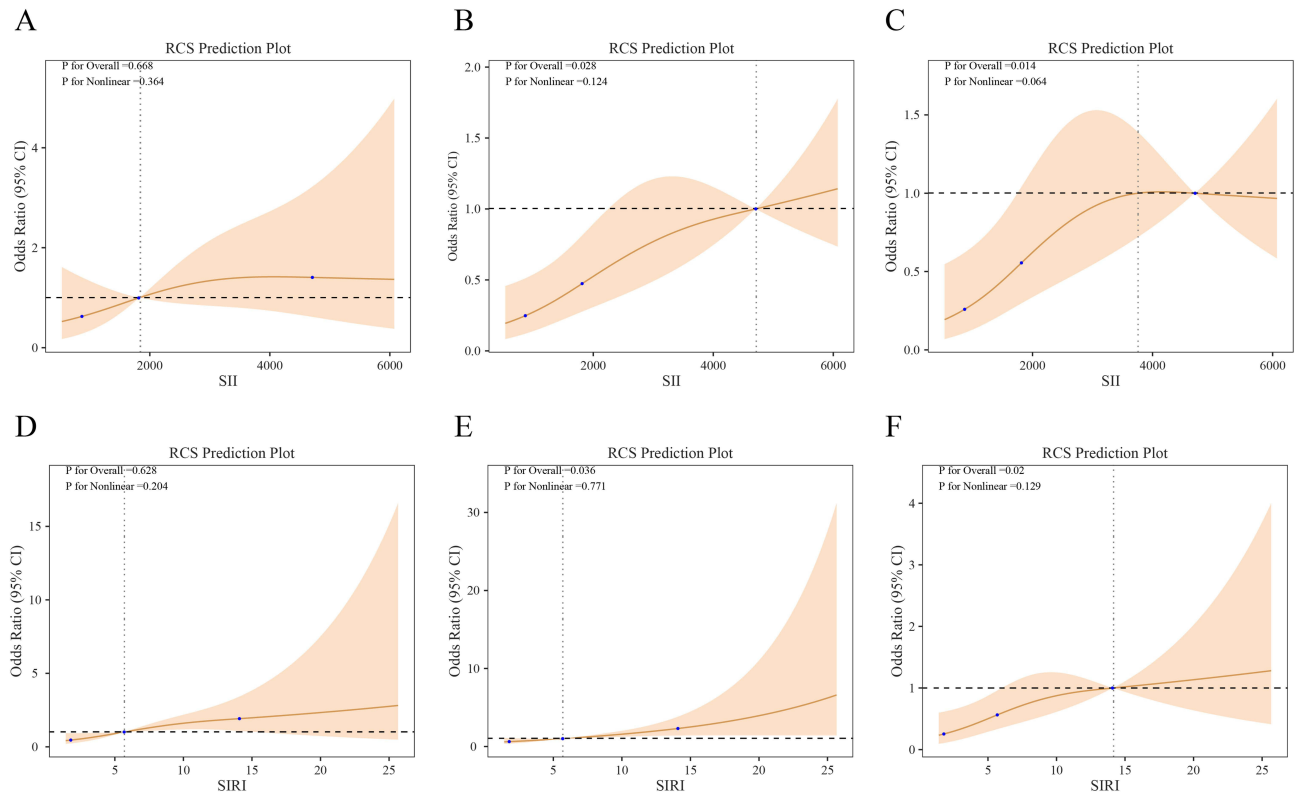 A
RCS Prediction Plot
P for Overall =0.668
P for Nonlinear =0.364
Odds Ratio (95% CI)
4
2
0
2000
4000
6000
SII
B
RCS Prediction Plot
P for Overall =0.028
P for Nonlinear =0.124
Odds Ratio (95% CI)
2.0
1.5
1.0
0.5
0.0
2000
4000
6000
SII
C
RCS Prediction Plot
P for Overall =0.014
P for Nonlinear =0.064
Odds Ratio (95% CI)
1.5
1.0
0.5
0.0
2000
4000
6000
SII
D
RCS Prediction Plot
P for Overall =0.628
P for Nonlinear =0.204
Odds Ratio (95% CI)
15
10
5
0
5
10
15
20
25
SIRI
E
RCS Prediction Plot
P for Overall =0.036
P for Nonlinear =0.771
Odds Ratio (95% CI)
30
20
10
0
5
10
15
20
25
SIRI
F
RCS Prediction Plot
P for Overall =0.02
P for Nonlinear =0.129
Odds Ratio (95% CI)
4
3
2
1
0
5
10
15
20
25
SIRI